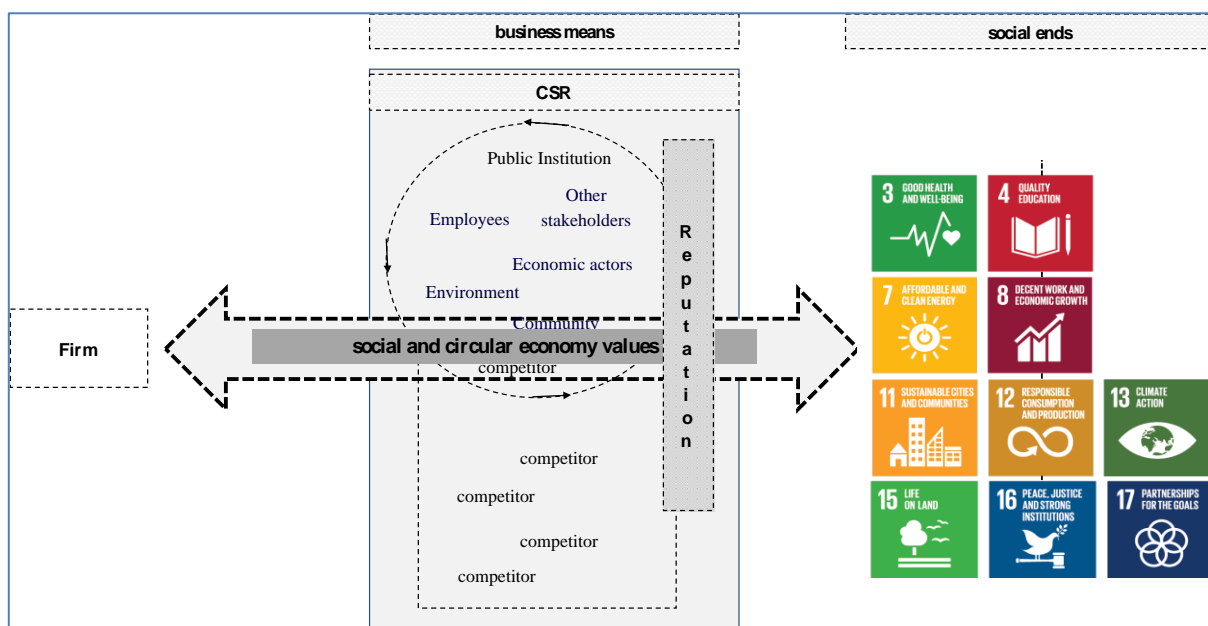 business means
social ends
CSR
Public Institution
Other
stakeholders
Employees
Economic actors
Environment
Community
social and circular economy values
competitor
Firm
Reputation
competitor
competitor
competitor
competitor
3 GOOD HEALTH
AND WELL-BEING
4 QUALITY
EDUCATION
7 AFFORDABLE AND
CLEAN ENERGY
8 DECENT WORK AND
ECONOMIC GROWTH
11 SUSTAINABLE CITIES
AND COMMUNITIES
12 RESPONSIBLE
CONSUMPTION
AND PRODUCTION
13 CLIMATE
ACTION
15 LIFE
ON LAND
16 PEACE, JUSTICE
AND STRONG
INSTITUTIONS
17 PARTNERSHIPS
FOR THE GOALS